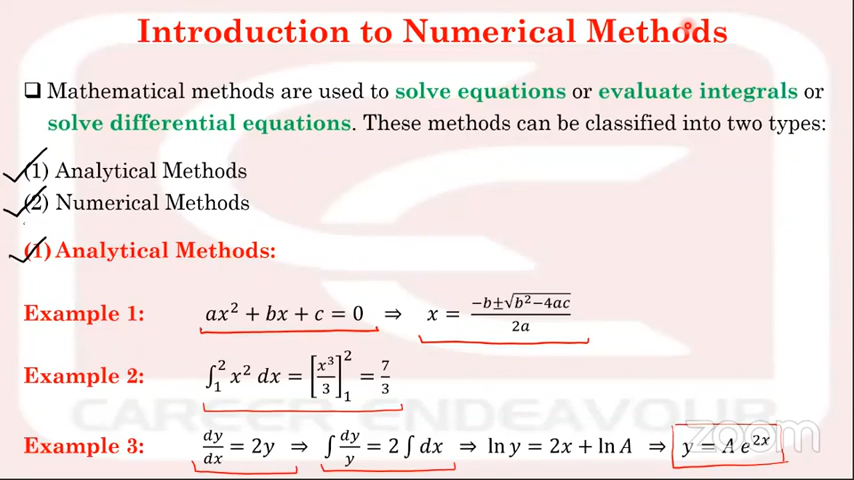 Introduction to Numerical Methods
❑ Mathematical methods are used to solve equations or evaluate integrals or
solve differential equations. These methods can be classified into two types:
(1) Analytical Methods
(2) Numerical Methods
(1) Analytical Methods:
Example 1: ax² + bx + c = 0 ⇒ x = (−b±√(b²−4ac))/(2a)
Example 2: ∫₁² x² dx = [x³/3]₁² = 7/3
Example 3: dy/dx = 2y ⇒ ∫ dy/y = 2 ∫ dx ⇒ ln y = 2x + ln A ⇒ y = A e^{2x}
CAREER ENDEAVOUR
zoom